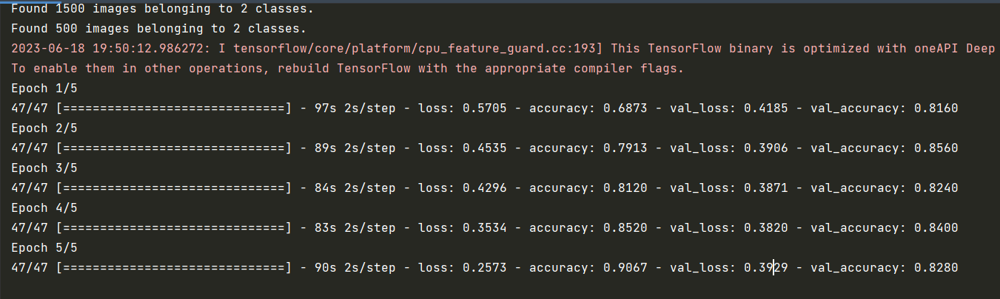 Found 1500 images belonging to 2 classes.
Found 500 images belonging to 2 classes.
2023-06-18 19:50:12.986272: I tensorflow/core/platform/cpu_feature_guard.cc:193] This TensorFlow binary is optimized with oneAPI Deep
To enable them in other operations, rebuild TensorFlow with the appropriate compiler flags.
Epoch 1/5
47/47 [==============================] - 97s 2s/step - loss: 0.5705 - accuracy: 0.6873 - val_loss: 0.4185 - val_accuracy: 0.8160
Epoch 2/5
47/47 [==============================] - 89s 2s/step - loss: 0.4535 - accuracy: 0.7913 - val_loss: 0.3906 - val_accuracy: 0.8560
Epoch 3/5
47/47 [==============================] - 84s 2s/step - loss: 0.4296 - accuracy: 0.8120 - val_loss: 0.3871 - val_accuracy: 0.8240
Epoch 4/5
47/47 [==============================] - 83s 2s/step - loss: 0.3534 - accuracy: 0.8520 - val_loss: 0.3820 - val_accuracy: 0.8400
Epoch 5/5
47/47 [==============================] - 90s 2s/step - loss: 0.2573 - accuracy: 0.9067 - val_loss: 0.3929 - val_accuracy: 0.8280